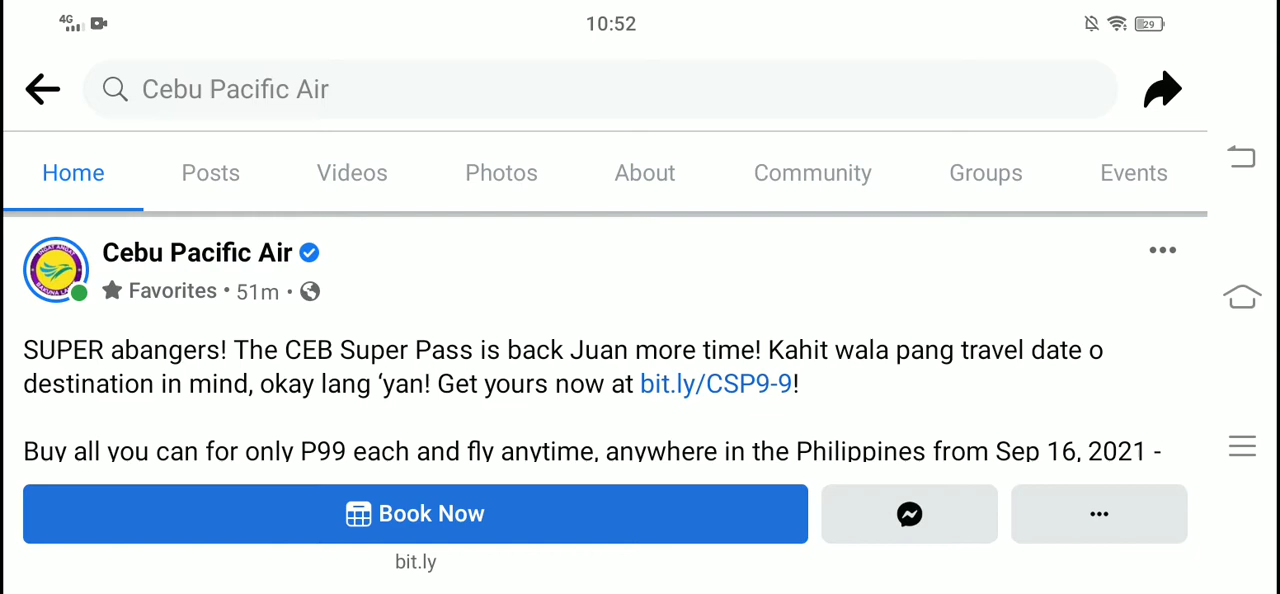 4G 10:52 29
Cebu Pacific Air
Home Posts Videos Photos About Community Groups Events
Cebu Pacific Air
Favorites • 51m •
SUPER abangers! The CEB Super Pass is back Juan more time! Kahit wala pang travel date o
destination in mind, okay lang ‘yan! Get yours now at bit.ly/CSP9-9!
Buy all you can for only P99 each and fly anytime, anywhere in the Philippines from Sep 16, 2021 -
Book Now
bit.ly